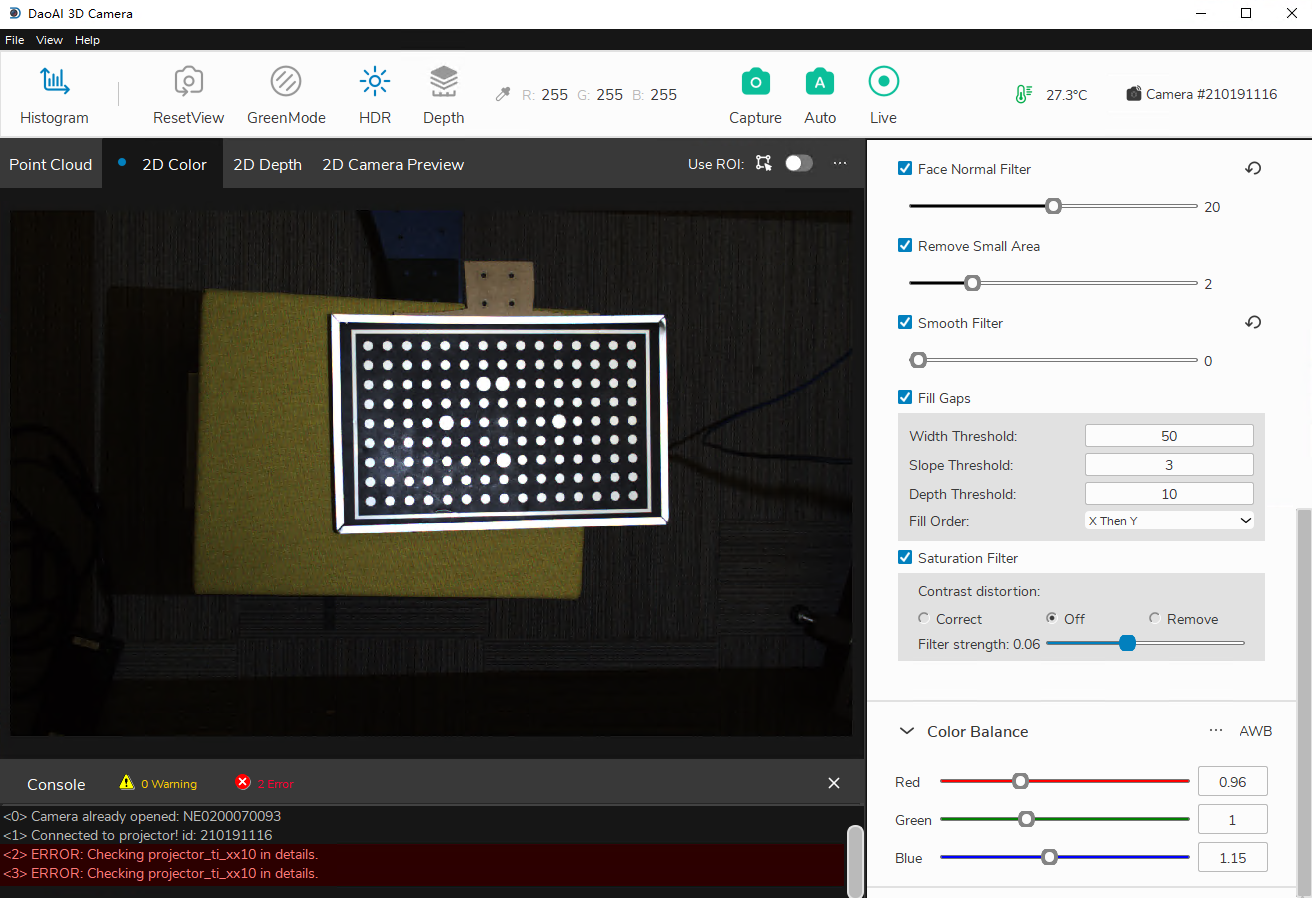 DaoAI 3D Camera
File View Help
Histogram
ResetView
GreenMode
HDR
Depth
R: 255 G: 255 B: 255
Capture
Auto
A
Live
27.3°C
Camera #210191116
Point Cloud
2D Color
2D Depth
2D Camera Preview
Use ROI:
Face Normal Filter
20
Remove Small Area
2
Smooth Filter
0
Fill Gaps
Width Threshold: 50
Slope Threshold: 3
Depth Threshold: 10
Fill Order: X Then Y
Saturation Filter
Contrast distortion:
Correct Off Remove
Filter strength: 0.06
Color Balance ... AWB
Red 0.96
Green 1
Blue 1.15
Console 0 Warning 2 Error
<0> Camera already opened: NE0200070093
<1> Connected to projector! id: 210191116
<2> ERROR: Checking projector_ti_xx10 in details.
<3> ERROR: Checking projector_ti_xx10 in details.